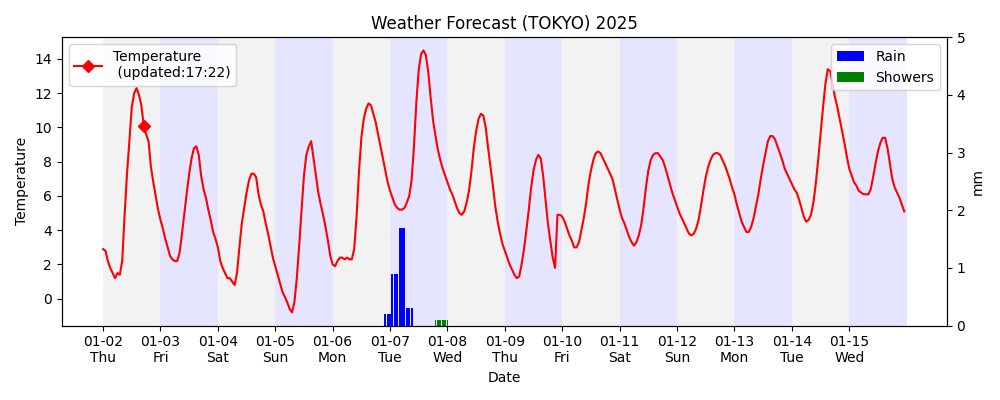 Weather Forecast (TOKYO) 2025
Temperature
(updated:17:22)
Rain
Showers
14
12
10
8
6
4
2
0
Temperature
5
4
3
2
1
0
mm
01-02 01-03 01-04 01-05 01-06 01-07 01-08 01-09 01-10 01-11 01-12 01-13 01-14 01-15
Thu Fri Sat Sun Mon Tue Wed Thu Fri Sat Sun Mon Tue Wed
Date